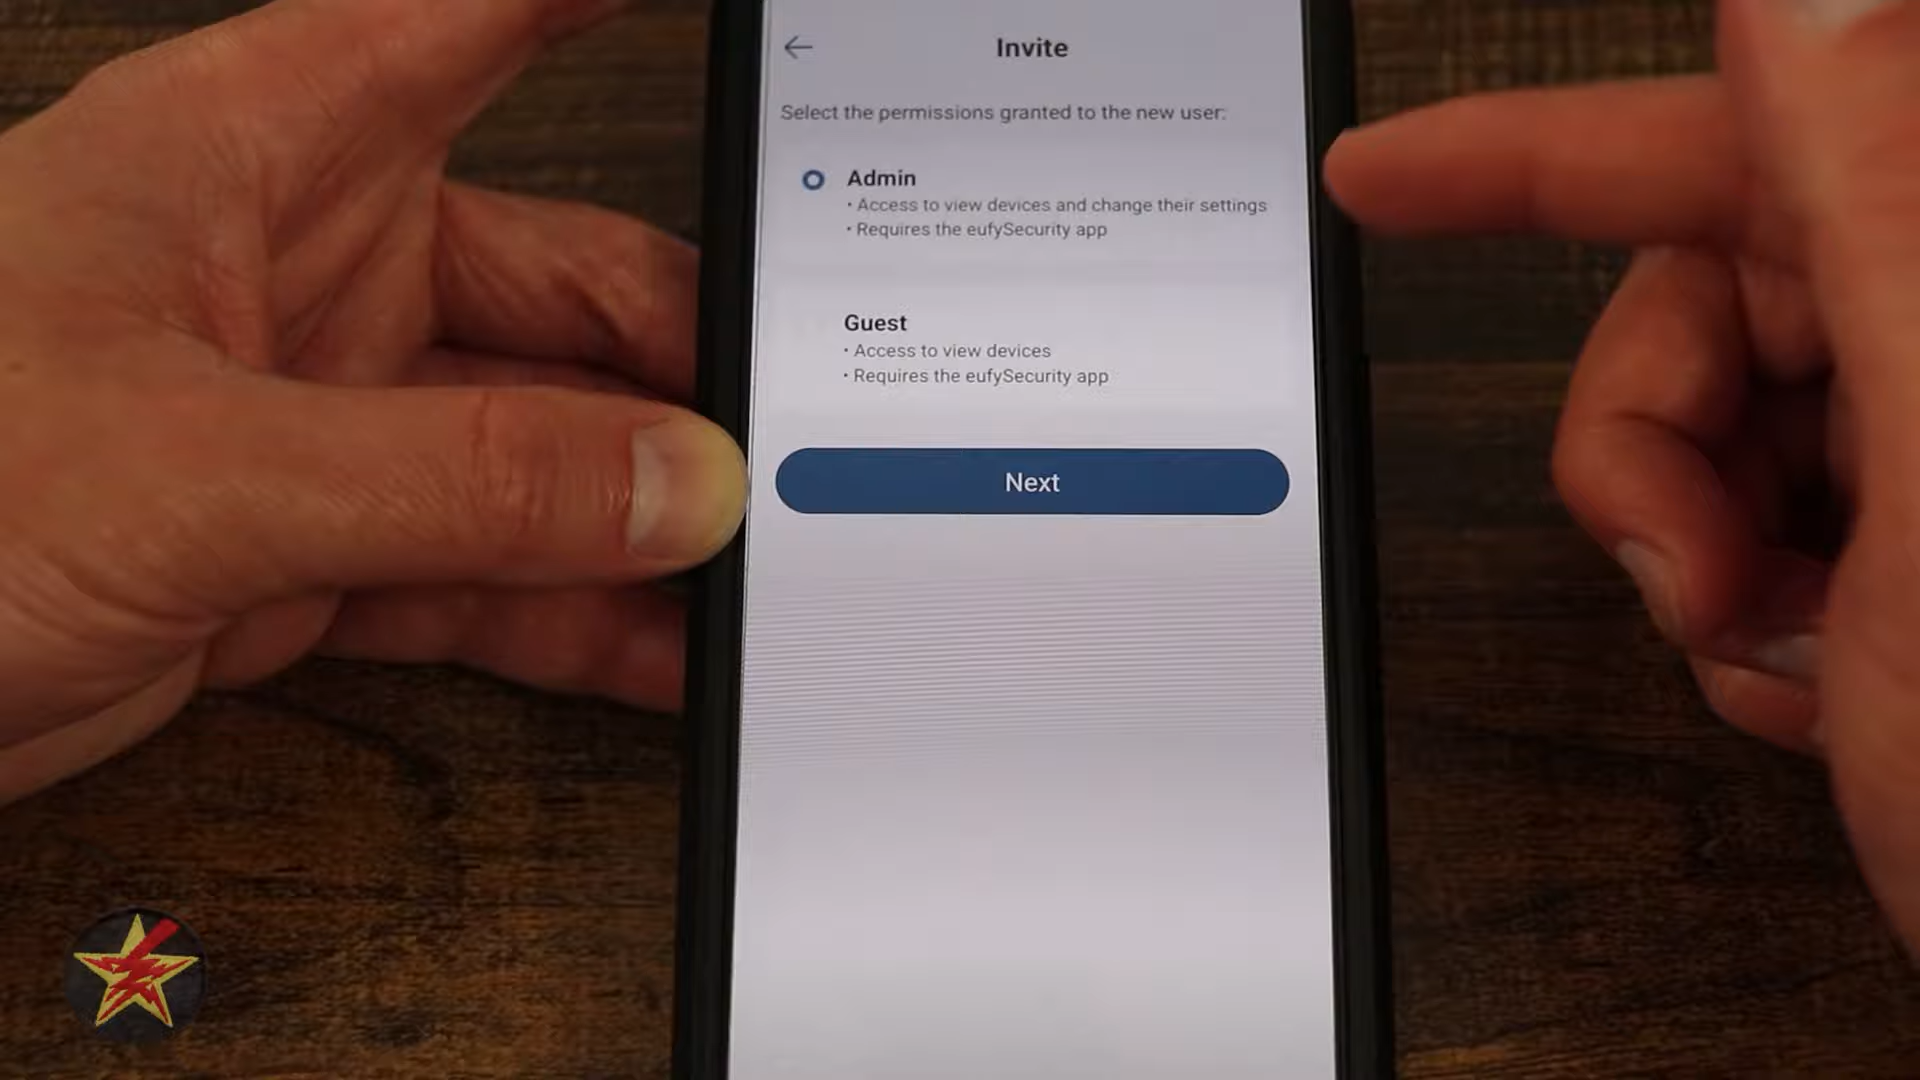 Invite
Select the permissions granted to the new user:
Admin
• Access to view devices and change their settings
• Requires the eufySecurity app
Guest
• Access to view devices
• Requires the eufySecurity app
Next